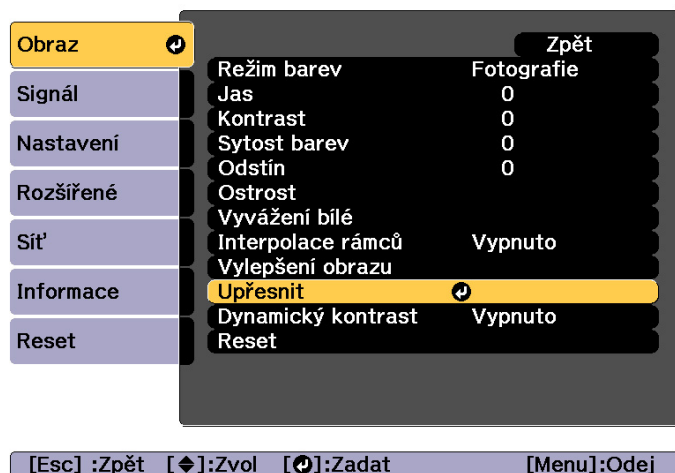 Obraz
Signál
Nastavení
Rozšířené
Síť
Informace
Reset
Zpět
Režim barev Fotografie
Jas 0
Kontrast 0
Sytost barev 0
Odstín 0
Ostrost
Vyvážení bílé
Interpolace rámců Vypnuto
Vylepšení obrazu
Upřesnit
Dynamický kontrast Vypnuto
Reset
[Esc] :Zpět [◆]:Zvol [↵]:Zadat [Menu]:Odej